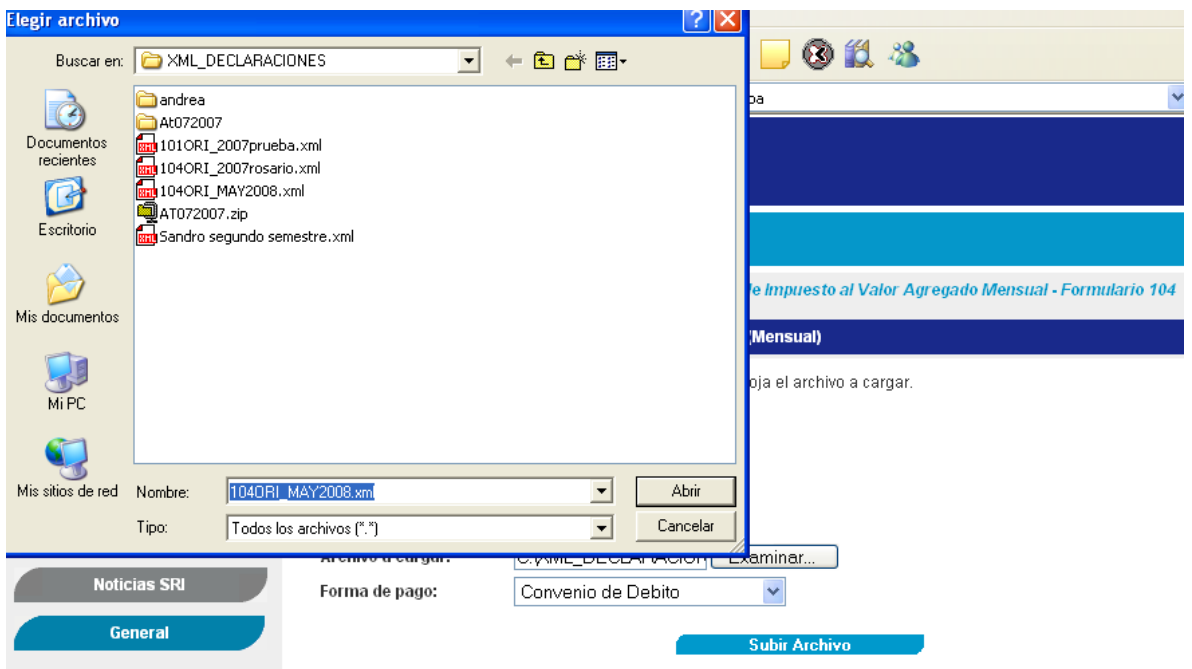 Elegir archivo
Buscar en: XML_DECLARACIONES
andrea
At072007
101ORI_2007prueba.xml
104ORI_2007rosario.xml
104ORI_MAY2008.xml
AT072007.zip
Sandro segundo semestre.xml
Documentos
recientes
Escritorio
Mis documentos
Mi PC
Mis sitios de red
Nombre: 104ORI_MAY2008.xml
Abrir
Tipo: Todos los archivos (*.*)
Cancelar
Impuesto al Valor Agregado Mensual - Formulario 104
(Mensual)
el archivo a cargar.
Archivo a cargar: C:\XML_DECLARACION Examinar...
Noticias SRI
Forma de pago: Convenio de Debito
General
Subir Archivo